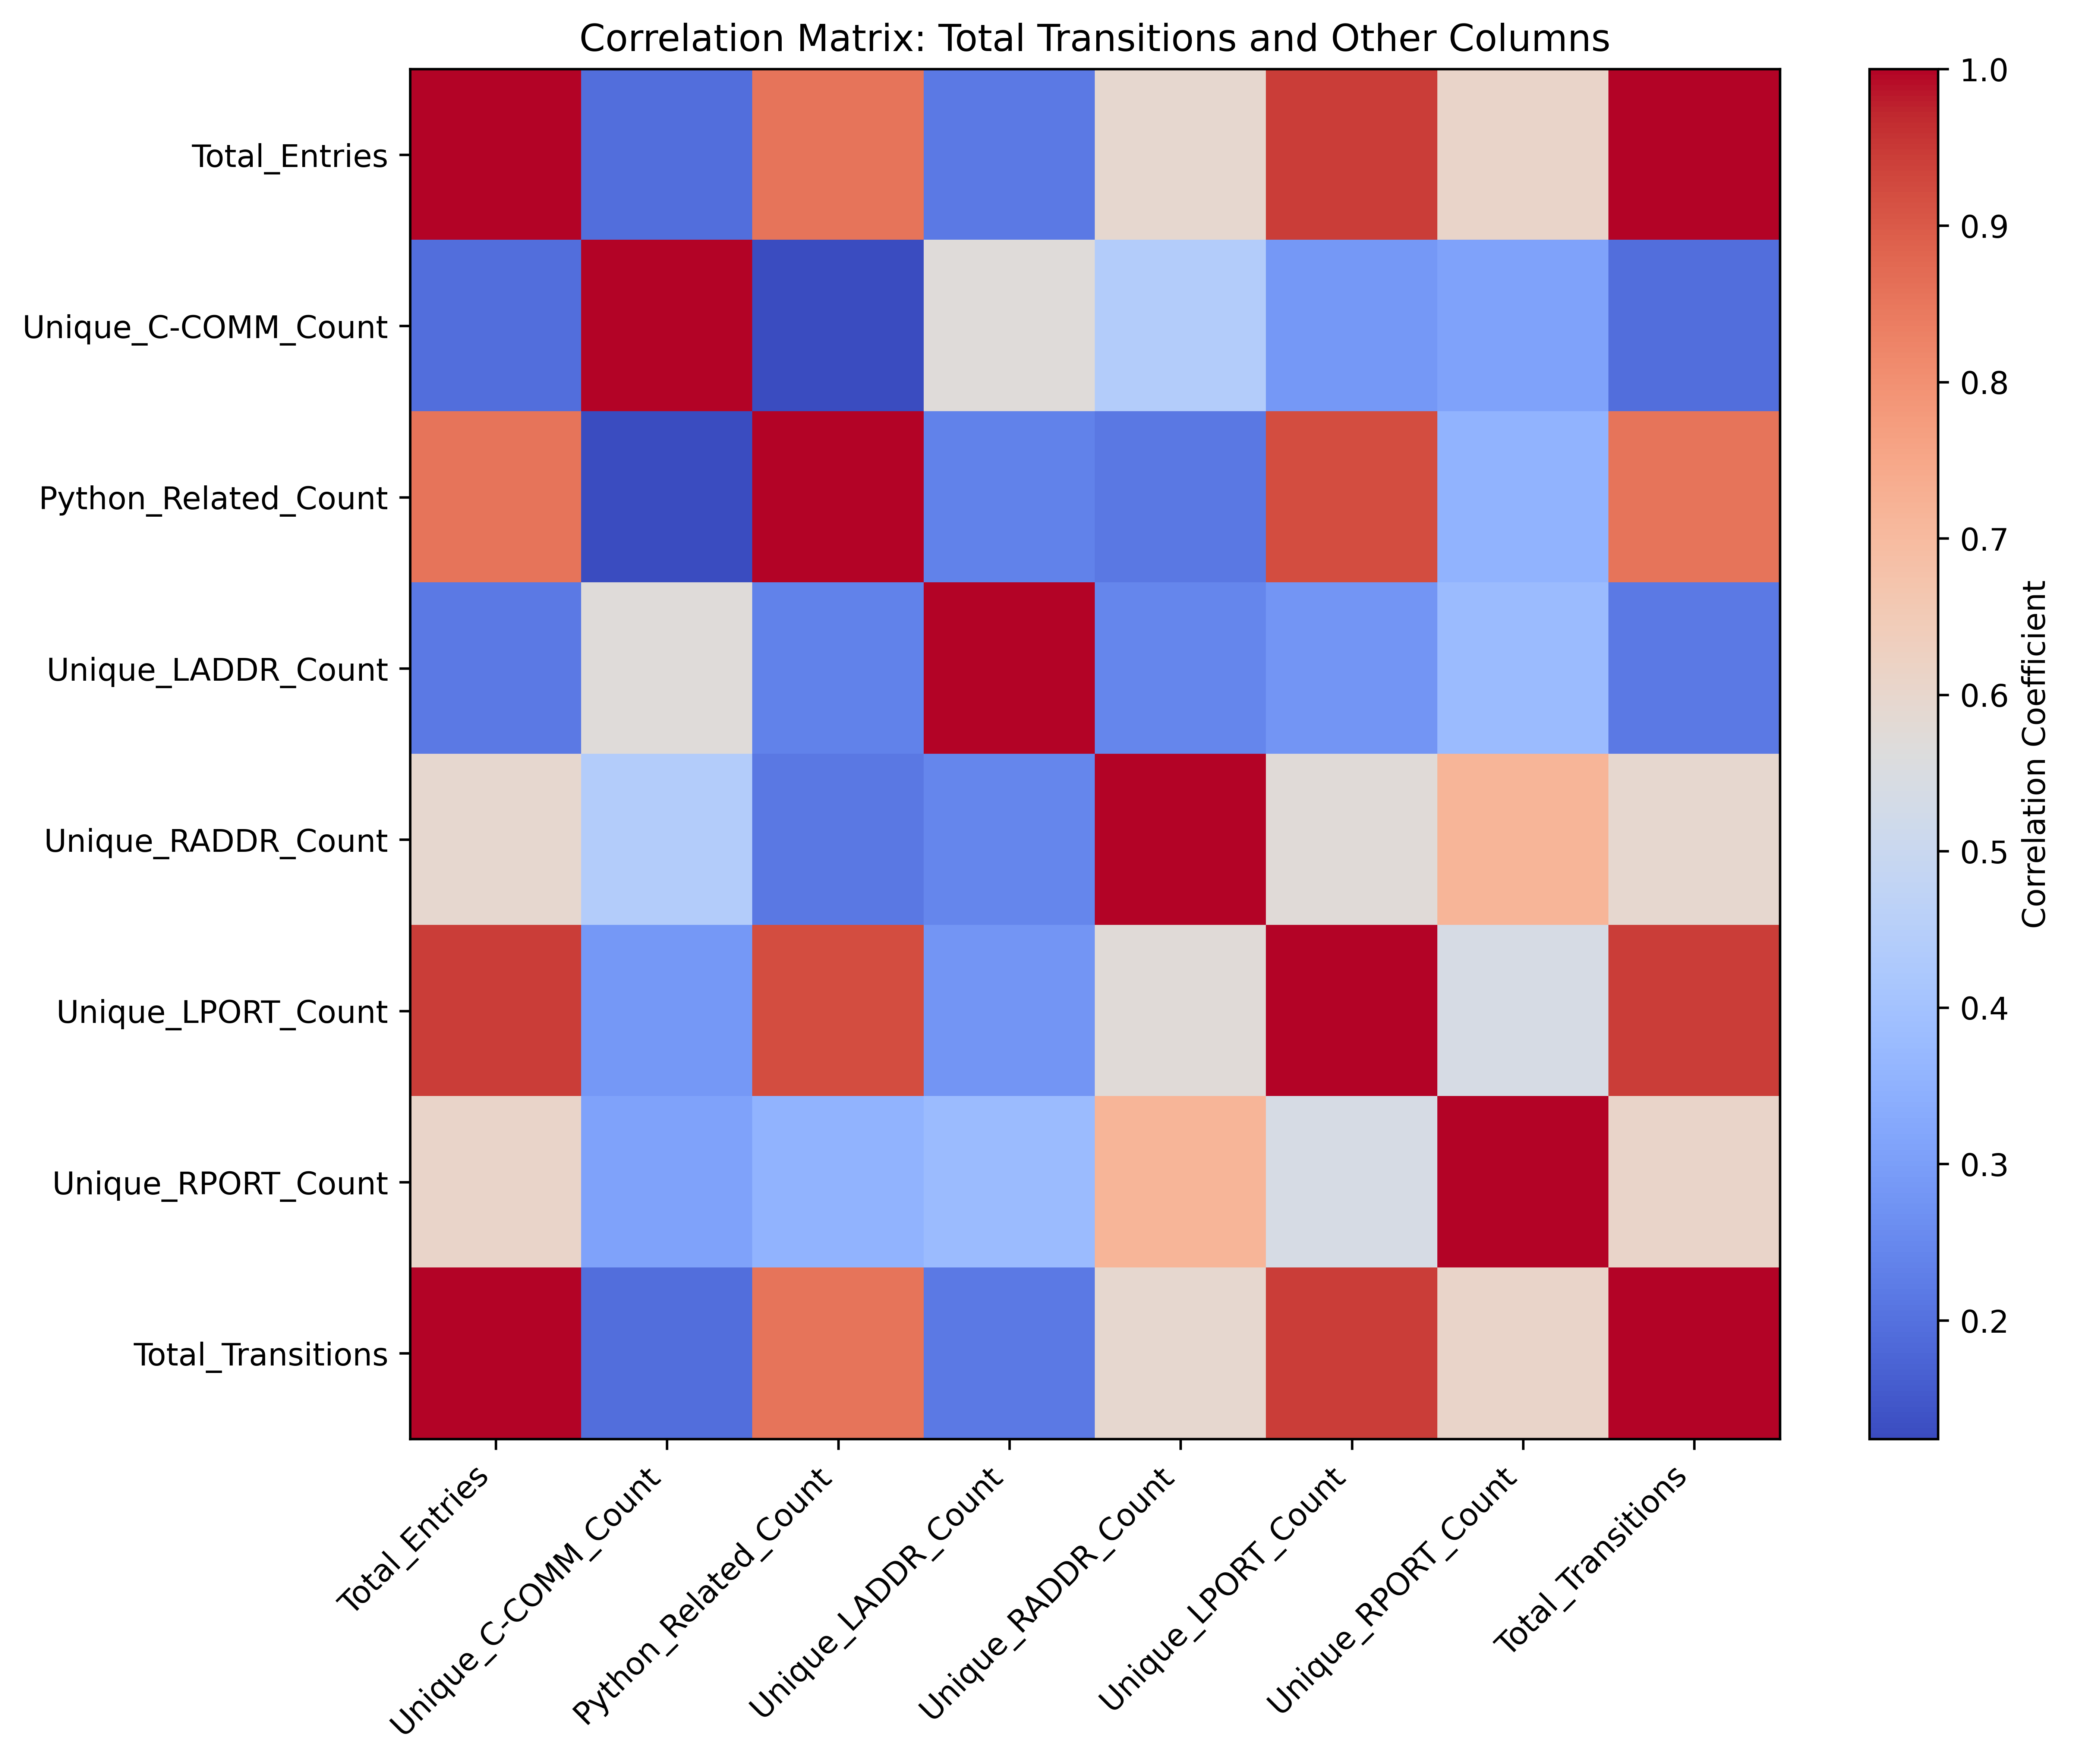 Correlation Matrix: Total Transitions and Other Columns
Total_Entries
Unique_C-COMM_Count
Python_Related_Count
Unique_LADDR_Count
Unique_RADDR_Count
Unique_LPORT_Count
Unique_RPORT_Count
Total_Transitions
Total_Entries
Unique_C-COMM_Count
Python_Related_Count
Unique_LADDR_Count
Unique_RADDR_Count
Unique_LPORT_Count
Unique_RPORT_Count
Total_Transitions
1.0
0.9
0.8
0.7
0.6
0.5
0.4
0.3
0.2
Correlation Coefficient